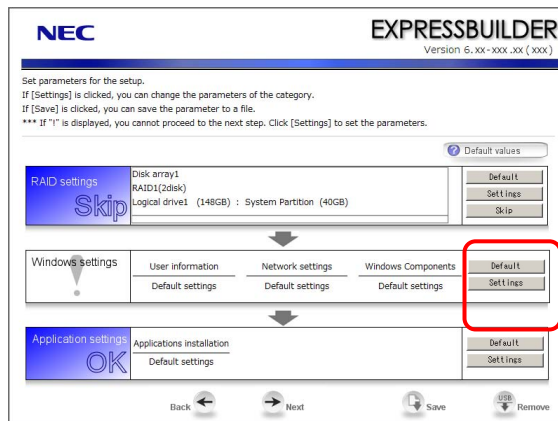 NEC
EXPRESSBUILDER
Version 6.xx-xxx.xx (xxx)
Set parameters for the setup.
If [Settings] is clicked, you can change the parameters of the category.
If [Save] is clicked, you can save the parameter to a file.
*** If "!" is displayed, you cannot proceed to the next step. Click [Settings] to set the parameters.
? Default values
RAID settings
Skip
Disk array1
RAID1(2disk)
Logical drive1 (148GB) : System Partition (40GB)
Default
Settings
Skip
Windows settings
!
User information
Default settings
Network settings
Default settings
Windows Components
Default settings
Default
Settings
Application settings
OK
Applications installation
Default settings
Default
Settings
Back
Next
Save
USB
Remove